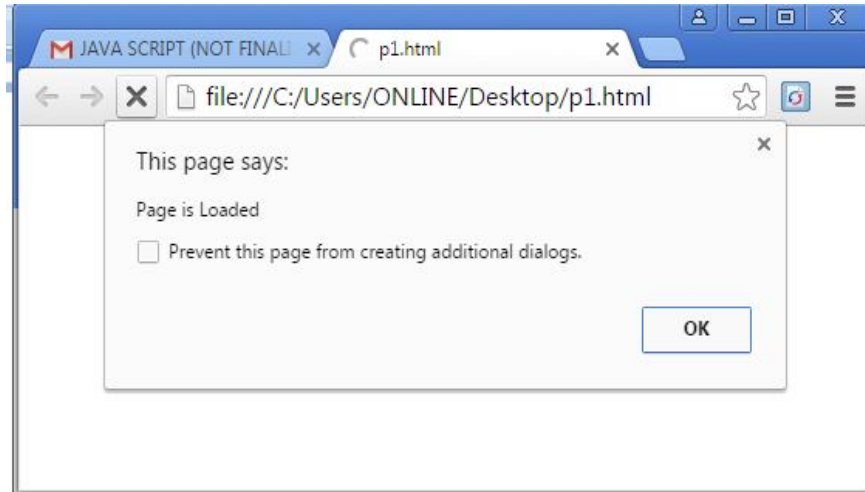 JAVA SCRIPT (NOT FINAL
p1.html
file:///C:/Users/ONLINE/Desktop/p1.html
This page says:
Page is Loaded
Prevent this page from creating additional dialogs.
OK